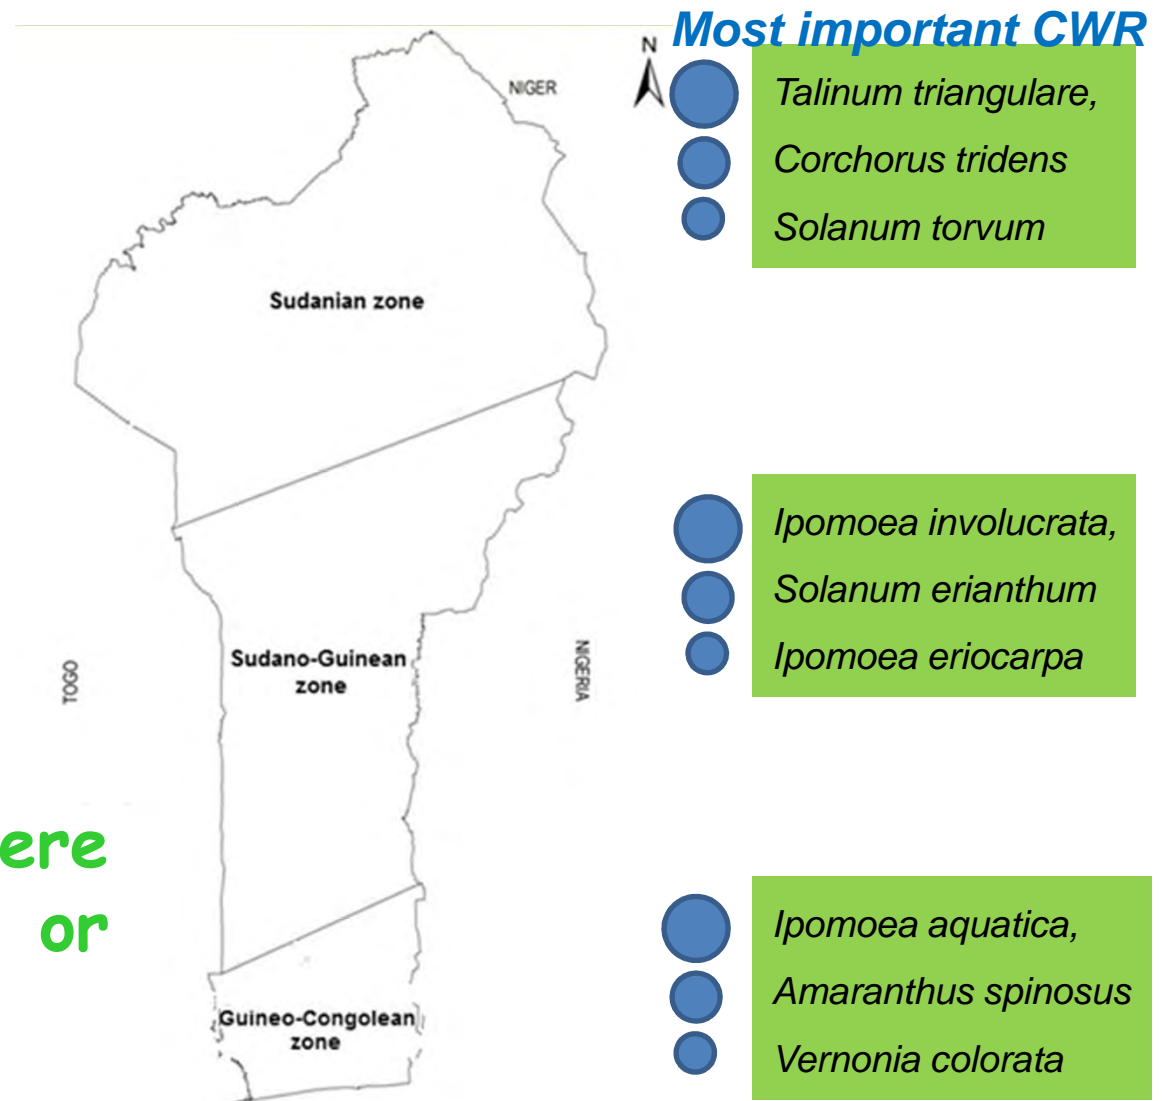 Most important CWR
N
NIGER
Talinum triangulare,
Corchorus tridens
Solanum torvum
Sudanian zone
Ipomoea involucrata,
Solanum erianthum
Ipomoea eriocarpa
TOGO
Sudano-Guinean
zone
NIGERIA
ere
or
Ipomoea aquatica,
Amaranthus spinosus
Vernonia colorata
Guineo-Congolean
zone